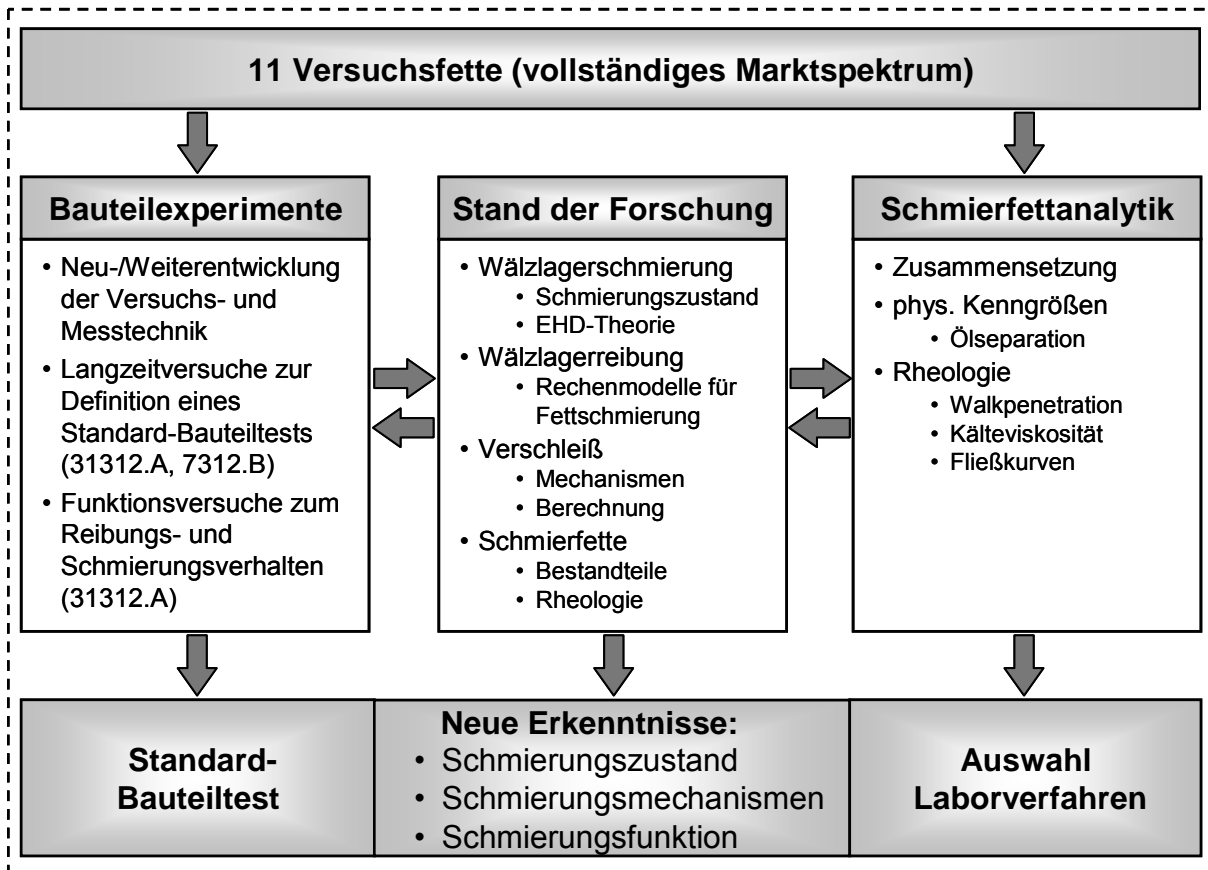 11 Versuchsfette (vollständiges Marktspektrum)
Bauteilexperimente
• Neu-/Weiterentwicklung
der Versuchs- und
Messtechnik
• Langzeitversuche zur
Definition eines
Standard-Bauteiltests
(31312.A, 7312.B)
• Funktionsversuche zum
Reibungs- und
Schmierungsverhalten
(31312.A)
Stand der Forschung
• Wälzlagerschmierung
• Schmierungszustand
• EHD-Theorie
• Wälzlagerreibung
• Rechenmodelle für
Fettschmierung
• Verschleiß
• Mechanismen
• Berechnung
• Schmierfette
• Bestandteile
• Rheologie
Schmierfettanalytik
• Zusammensetzung
• phys. Kenngrößen
• Ölseparation
• Rheologie
• Walkpenetration
• Kälteviskosität
• Fließkurven
Standard-
Bauteiltest
Neue Erkenntnisse:
• Schmierungszustand
• Schmierungsmechanismen
• Schmierungsfunktion
Auswahl
Laborverfahren